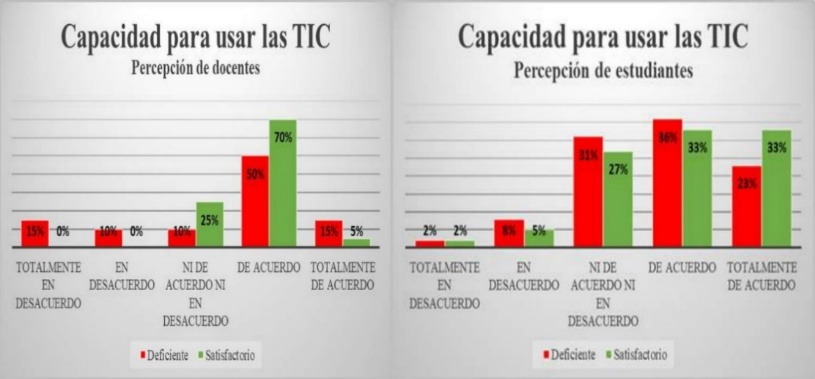 Capacidad para usar las TIC
Percepción de docentes
15% 0% 10% 0% 10% 25% 50% 70% 15% 5%
TOTALMENTE EN DESACUERDO
EN DESACUERDO
NI DE ACUERDO NI EN DESACUERDO
DE ACUERDO
TOTALMENTE DE ACUERDO
Deficiente Satisfactorio
Capacidad para usar las TIC
Percepción de estudiantes
2% 2% 8% 5% 31% 27% 36% 33% 23% 33%
TOTALMENTE EN DESACUERDO
EN DESACUERDO
NI DE ACUERDO NI EN DESACUERDO
DE ACUERDO
TOTALMENTE DE ACUERDO
Deficiente Satisfactorio